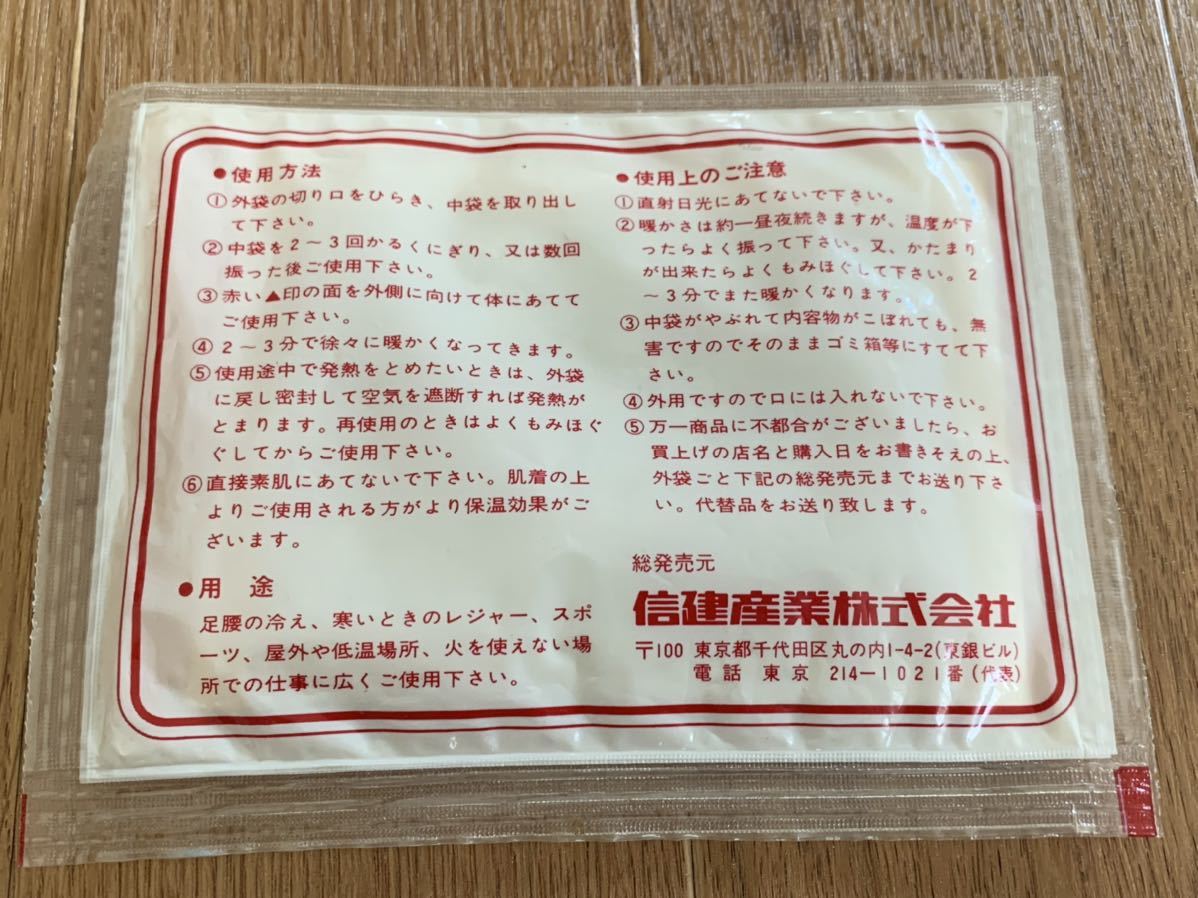 ●使用方法
①外袋の切り口をひらき、中袋を取り出し
て下さい。
②中袋を2〜3回かるくにぎり、又は数回
振った後ご使用下さい。
③赤い▲印の面を外側に向けて体にあてて
ご使用下さい。
④2〜3分で徐々に暖かくなってきます。
⑤使用途中で発熱をとめたいときは、外袋
に戻し密封して空気を遮断すれば発熱が
とまります。再使用のときはよくもみほぐ
ぐしてからご使用下さい。
⑥直接素肌にあてないで下さい。肌着の上
よりご使用される方がより保温効果がご
ざいます。
●用 途
足腰の冷え、寒いときのレジャー、スポ
ーツ、屋外や低温場所、火を使えない場
所での仕事に広くご使用下さい。
●使用上のご注意
①直射日光にあてないで下さい。
②暖かさは約一昼夜続きますが、温度が下
ったらよく振って下さい。又、かたまり
が出来たらよくもみほぐして下さい。2
〜3分でまた暖かくなります。
③中袋がやぶれて内容物がこぼれても、無
害ですのでそのままゴミ箱等にすてて下
さい。
④外用ですので口には入れないで下さい。
⑤万一商品に不都合がございましたら、お
買上げの店名と購入日をお書きそえの上、
外袋ごと下記の総発売元までお送り下さ
い。代替品をお送り致します。
総発売元
信建産業株式会社
〒100 東京都千代田区丸の内1-4-2(東銀ビル)
電話 東京 214-1021番(代表)